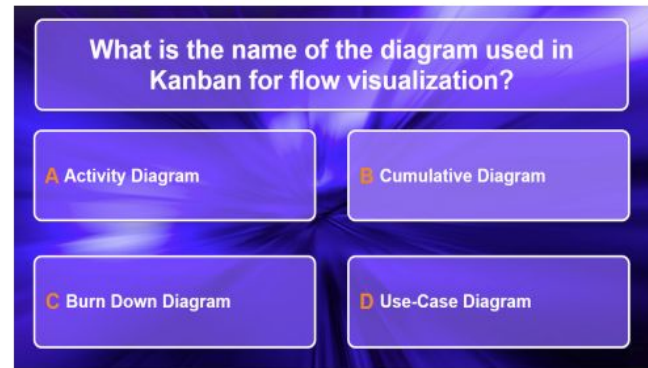 What is the name of the diagram used in
Kanban for flow visualization?
A Activity Diagram
B Cumulative Diagram
C Burn Down Diagram
D Use-Case Diagram